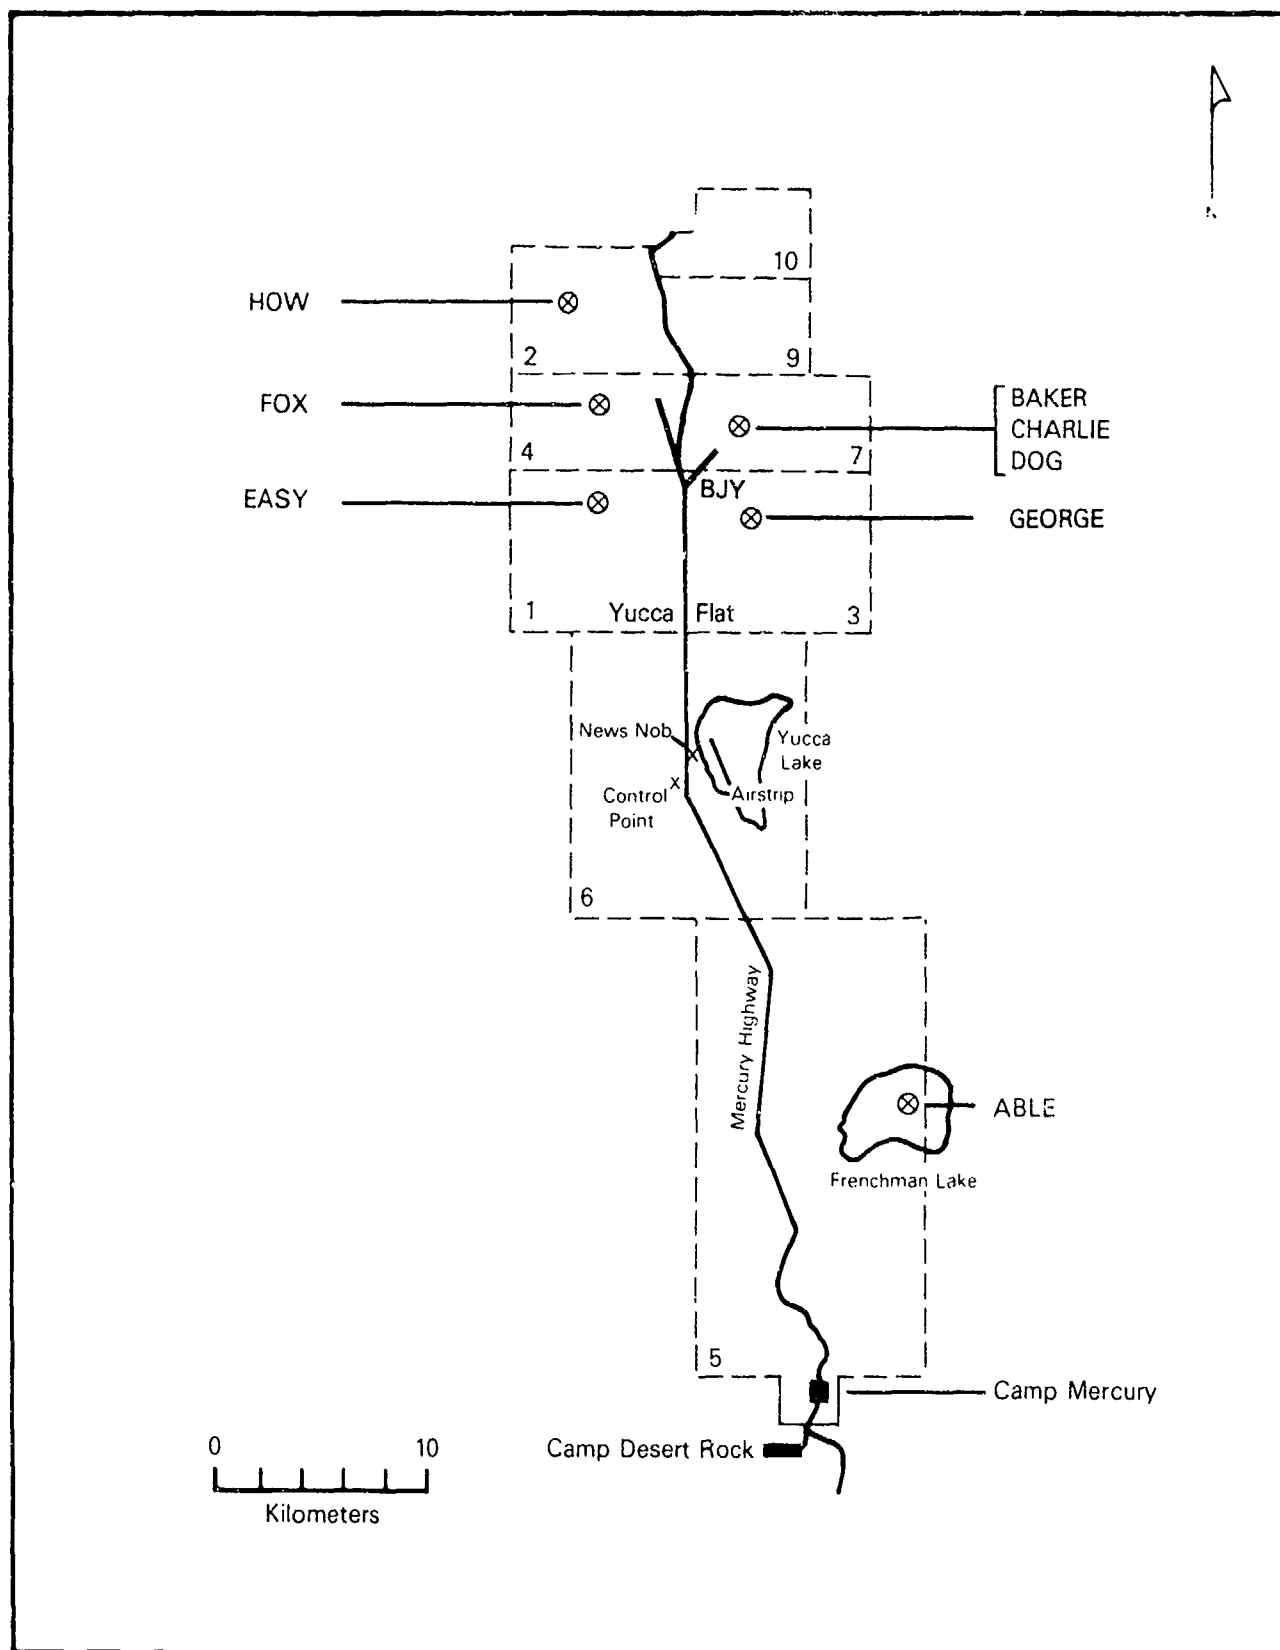 N
10
HOW
2
9
FOX
BAKER
CHARLIE
DOG
4
7
BJY
EASY
GEORGE
1
Yucca Flat
3
News Nob
Yucca
Lake
Control
Point
Airstrip
6
Mercury Highway
ABLE
Frenchman Lake
5
Camp Mercury
Camp Desert Rock
0
10
Kilometers